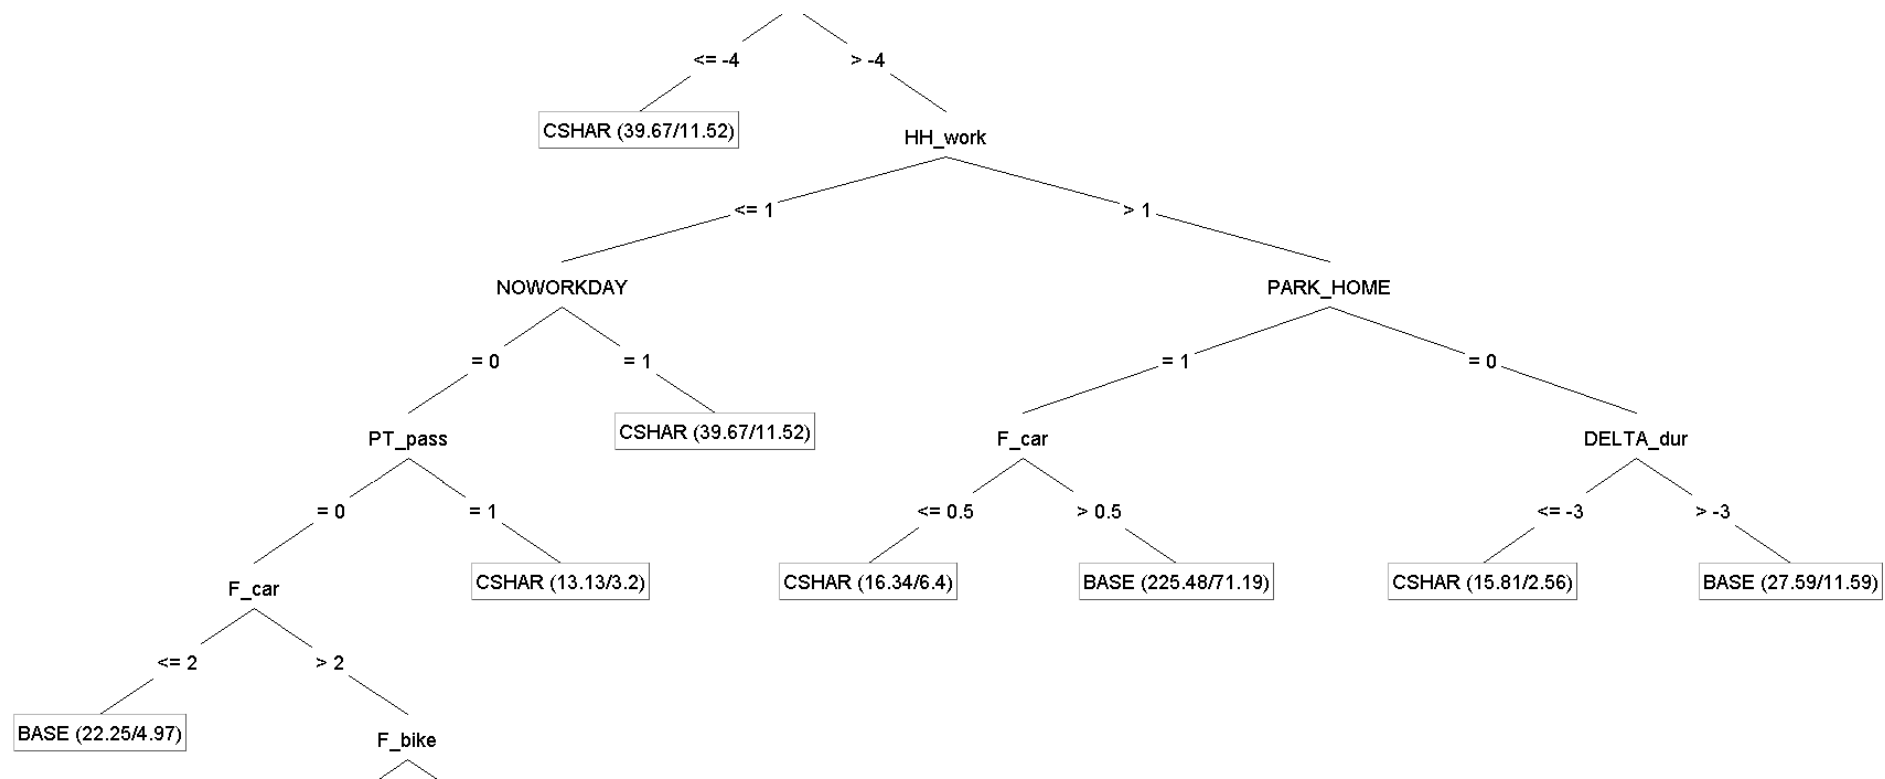 <= -4 > -4
CSHAR (39.67/11.52)
HH_work
<= 1 > 1
NOWORKDAY PARK_HOME
= 0 = 1 = 1 = 0
PT_pass CSHAR (39.67/11.52) F_car DELTA_dur
= 0 = 1 <= 0.5 > 0.5 <= -3 > -3
F_car CSHAR (13.13/3.2) CSHAR (16.34/6.4) BASE (225.48/71.19) CSHAR (15.81/2.56) BASE (27.59/11.59)
<= 2 > 2
BASE (22.25/4.97) F_bike